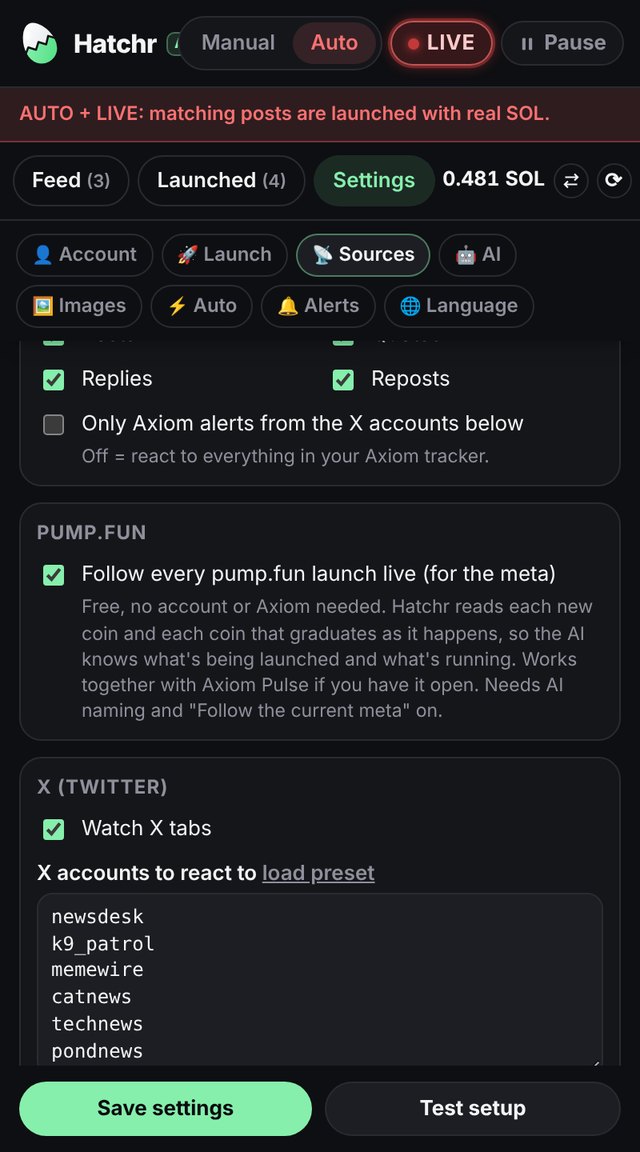 Hatchr
Manual Auto LIVE Pause
AUTO + LIVE: matching posts are launched with real SOL.
Feed (3) Launched (4) Settings 0.481 SOL
Account Launch Sources AI
Images Auto Alerts Language
Replies Reposts
Only Axiom alerts from the X accounts below
Off = react to everything in your Axiom tracker.
PUMP.FUN
Follow every pump.fun launch live (for the meta)
Free, no account or Axiom needed. Hatchr reads each new
coin and each coin that graduates as it happens, so the AI
knows what's being launched and what's running. Works
together with Axiom Pulse if you have it open. Needs AI
naming and "Follow the current meta" on.
X (TWITTER)
Watch X tabs
X accounts to react to load preset
newsdesk
k9_patrol
memewire
catnews
technews
pondnews
Save settings Test setup